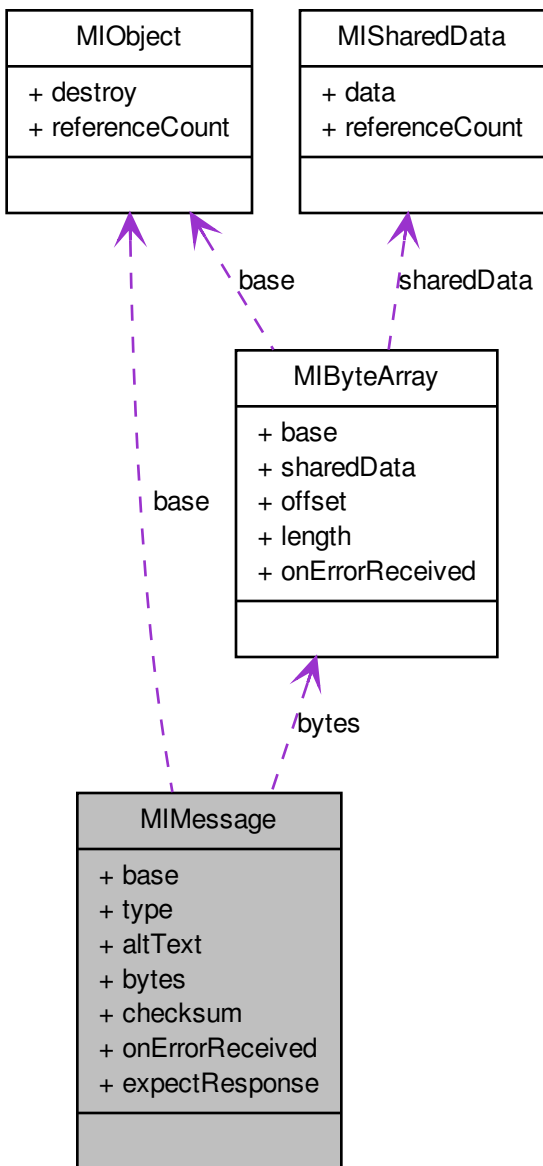 MIObject
+ destroy
+ referenceCount
MISharedData
+ data
+ referenceCount
base
sharedData
MIByteArray
+ base
+ sharedData
+ offset
+ length
+ onErrorReceived
base
bytes
MIMessage
+ base
+ type
+ altText
+ bytes
+ checksum
+ onErrorReceived
+ expectResponse